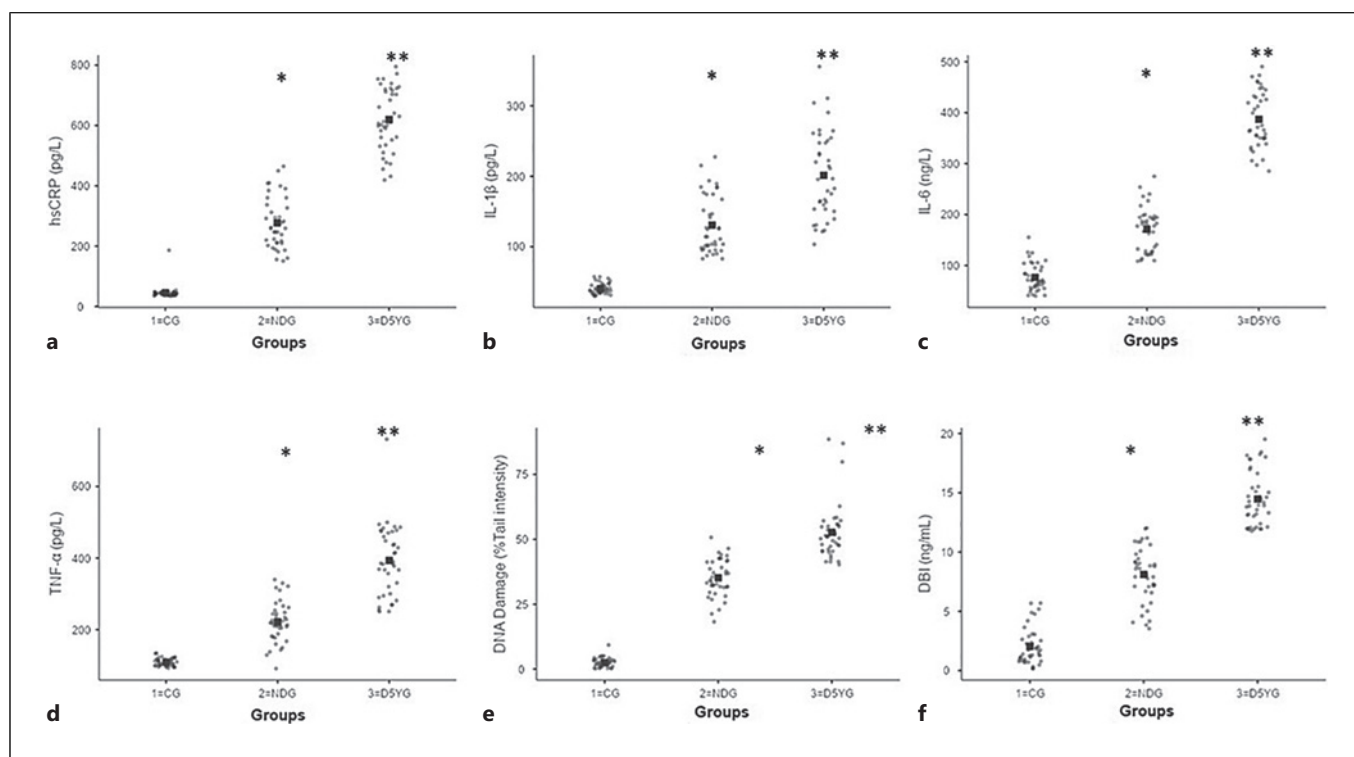 **
800
*
600
hsCRP (pg/L)
400
200
0
1=CG 2=NDG 3=D5YG
a Groups
**
*
300
IL-1β (pg/L)
200
100
1=CG 2=NDG 3=D5YG
b Groups
**
500
*
400
IL-6 (ng/L)
300
200
100
1=CG 2=NDG 3=D5YG
c Groups
**
*
600
TNF-α (pg/L)
400
200
1=CG 2=NDG 3=D5YG
d Groups
**
*
75
DNA Damage (%Tail intensity)
50
25
0
1=CG 2=NDG 3=D5YG
e Groups
**
20
*
15
DBI (ng/mL)
10
5
0
1=CG 2=NDG 3=D5YG
f Groups